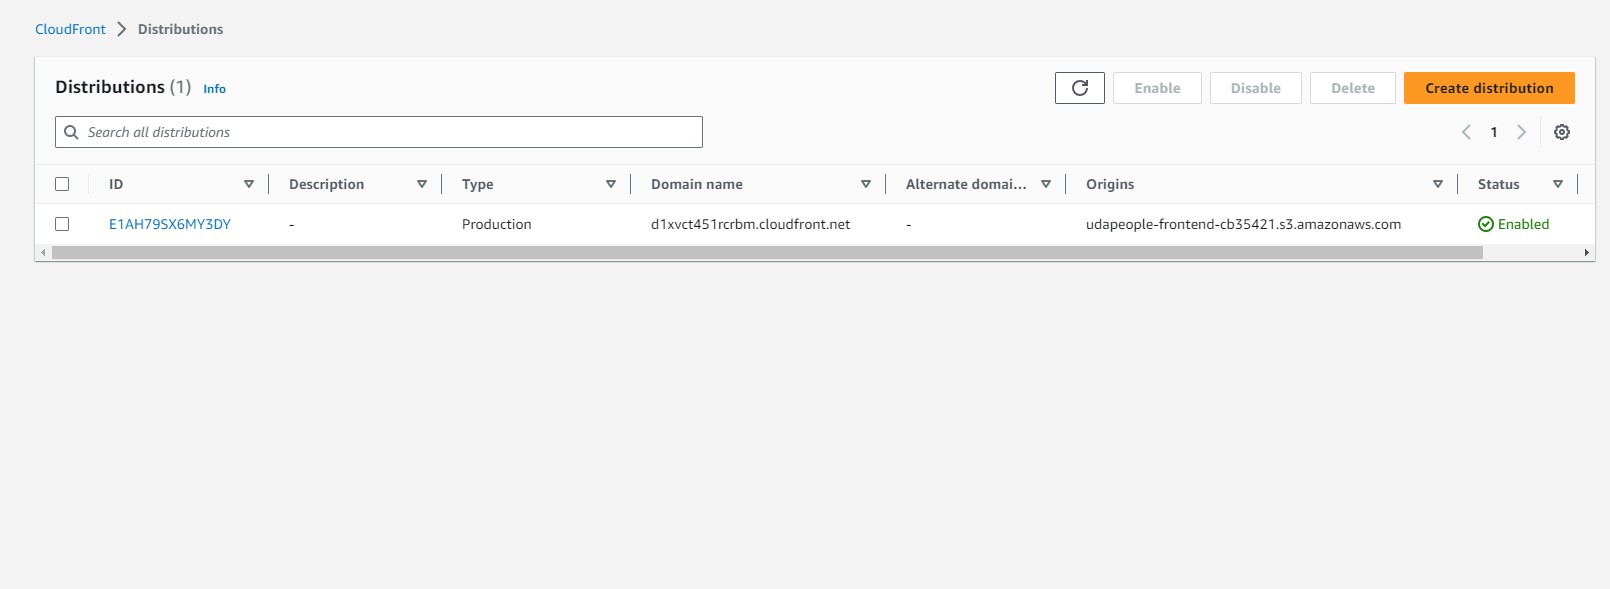 CloudFront > Distributions
Distributions (1) Info
Enable Disable Delete Create distribution
Search all distributions
1
ID Description Type Domain name Alternate domai... Origins Status
E1AH79SX6MY3DY - Production d1xvct451rcrbm.cloudfront.net - udapeople-frontend-cb35421.s3.amazonaws.com Enabled